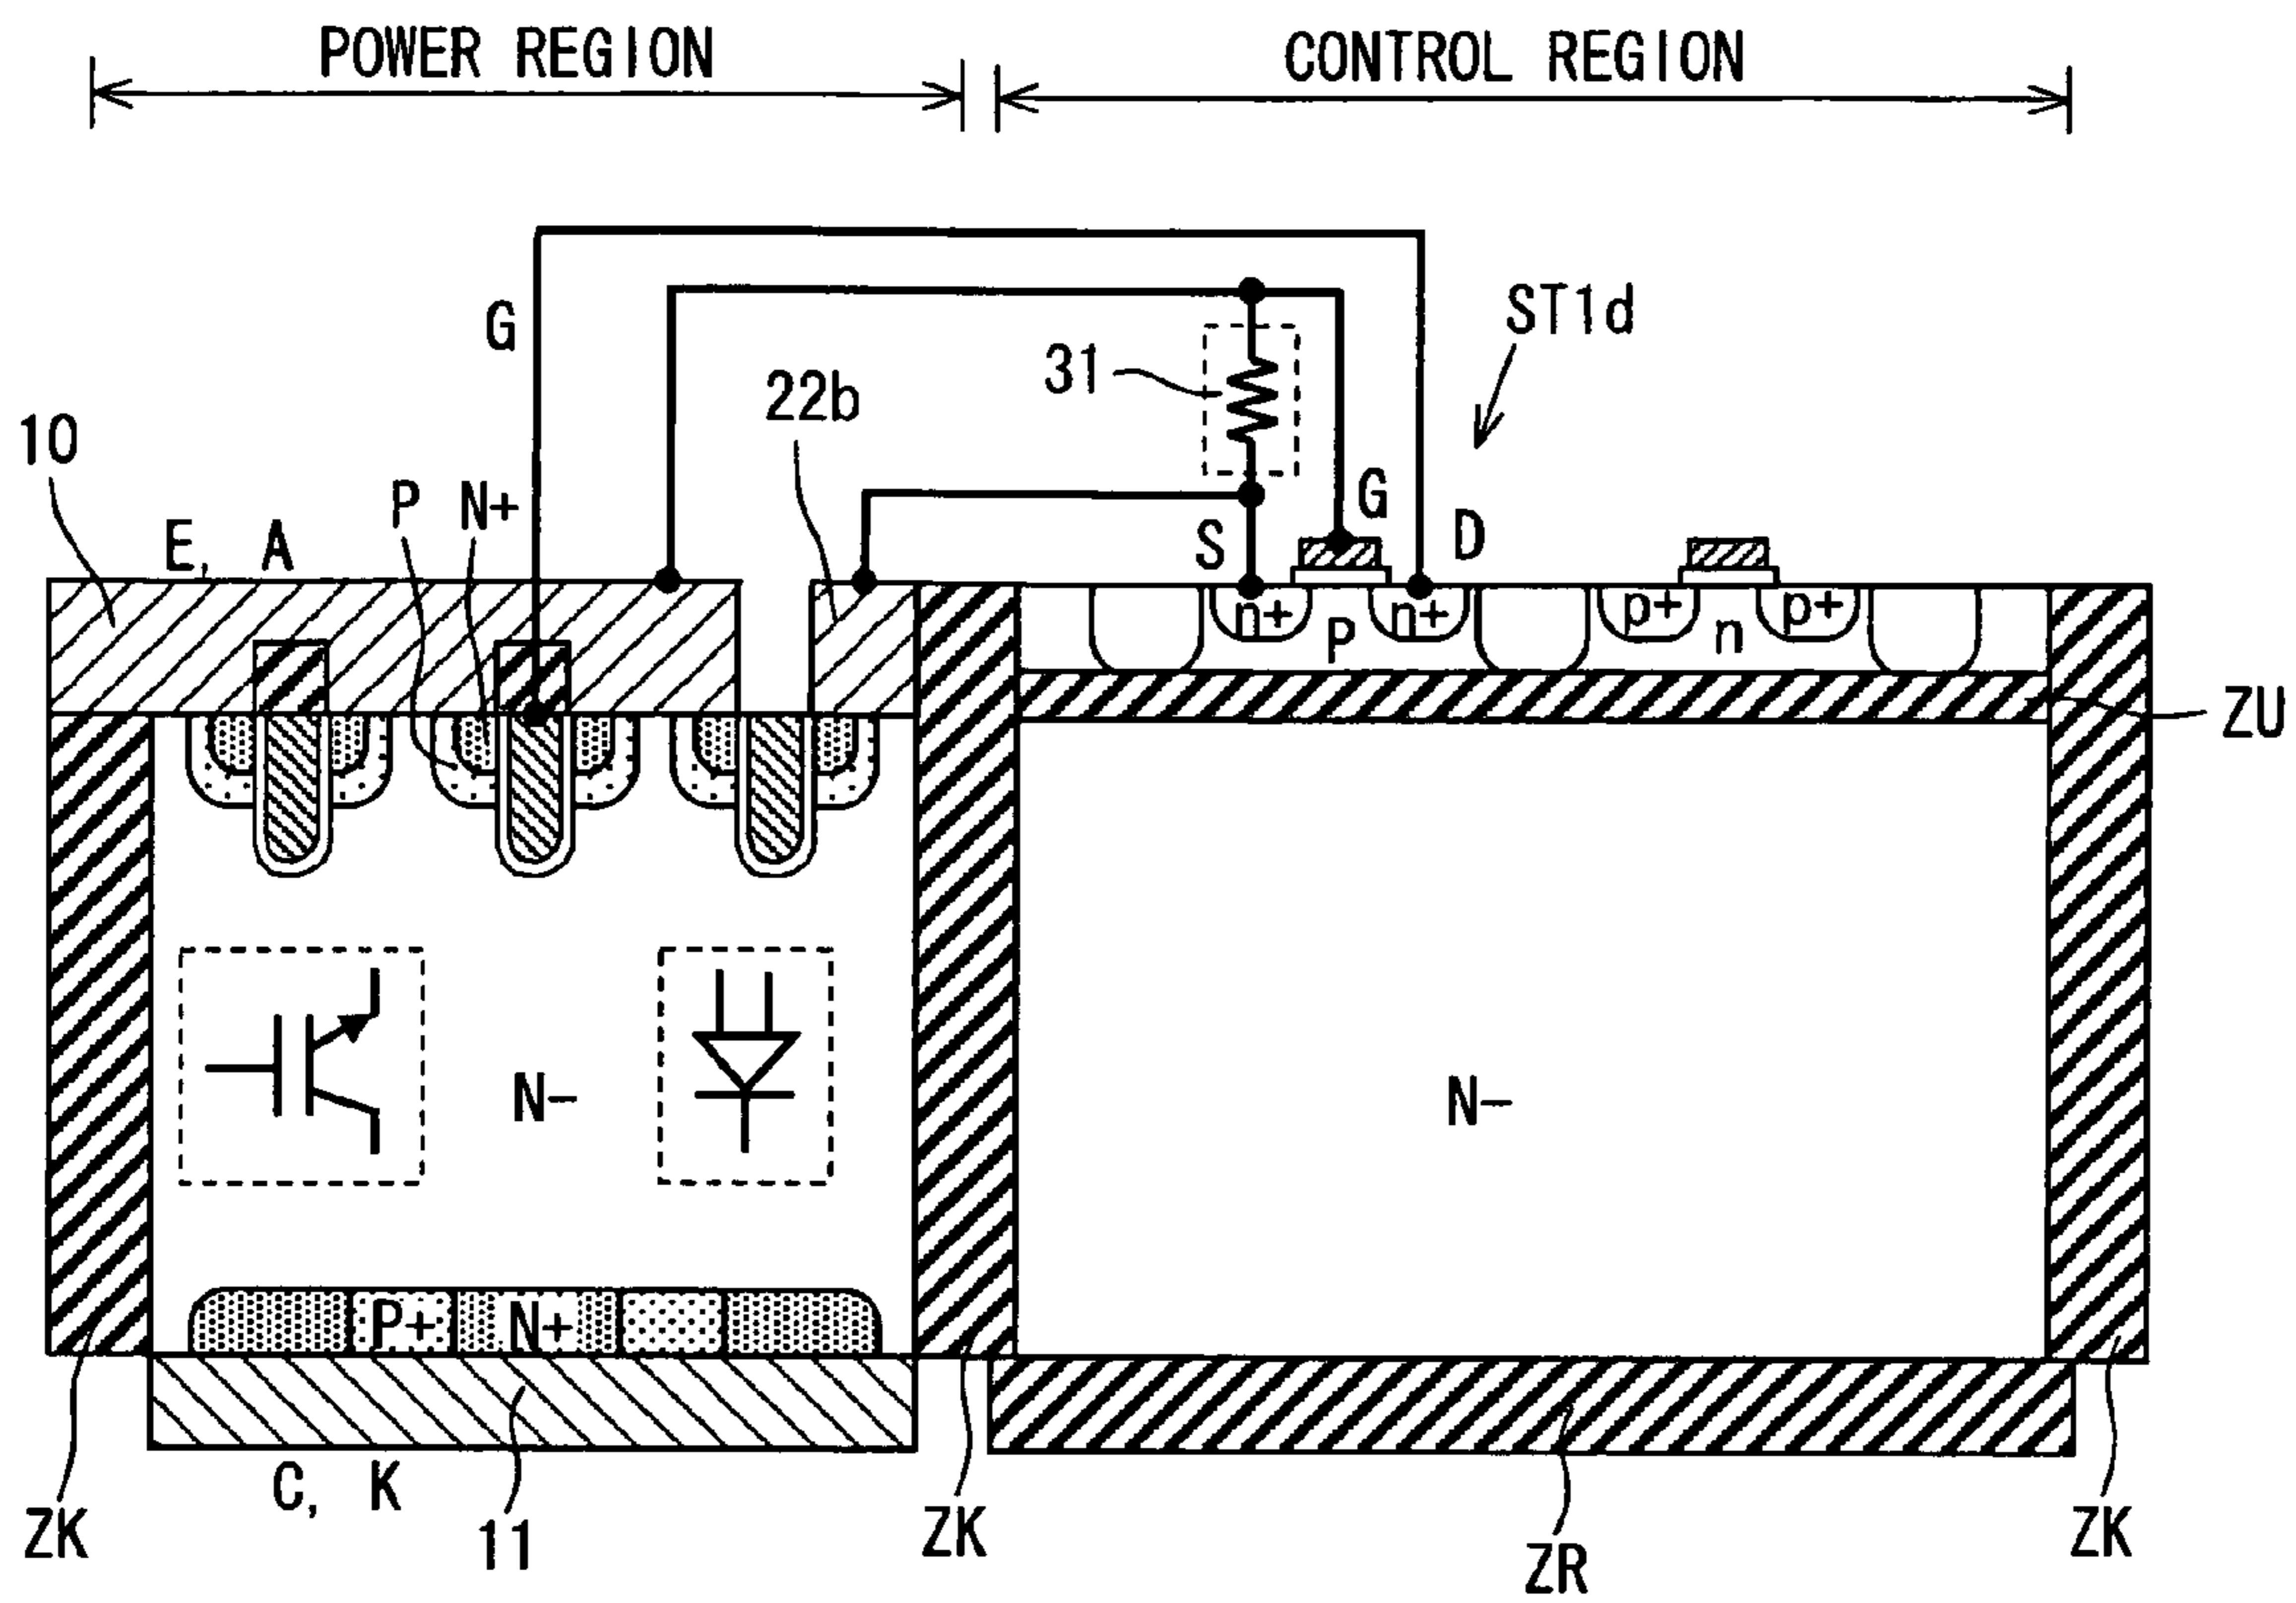 POWER REGION
CONTROL REGION
G
ST1d
31
22b
10
P N+
G
E, A
S
D
n+
P
n+
p+
n
p+
ZU
N-
N-
P+
N+
C, K
11
ZK
ZK
ZR
ZK